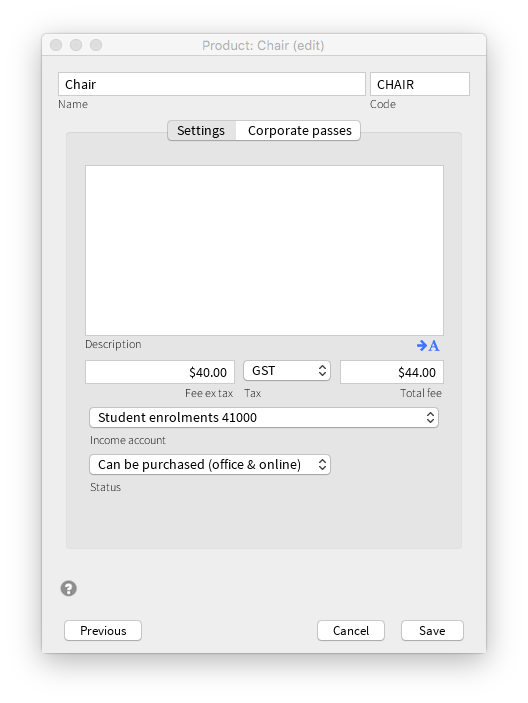 Product: Chair (edit)
Chair CHAIR
Name Code
Settings Corporate passes
Description A
$40.00 GST $44.00
Fee ex tax Tax Total fee
Student enrolments 41000
Income account
Can be purchased (office & online)
Status
?
Previous Cancel Save